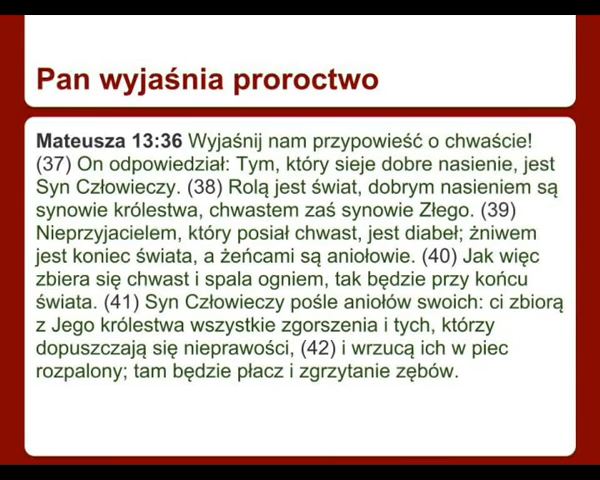 Pan wyjaśnia proroctwo
Mateusza 13:36 Wyjaśnij nam przypowieść o chwaście!
(37) On odpowiedział: Tym, który sieje dobre nasienie, jest
Syn Człowieczy. (38) Rolą jest świat, dobrym nasieniem są
synowie królestwa, chwastem zaś synowie Złego. (39)
Nieprzyjacielem, który posiał chwast, jest diabeł; żniwem
jest koniec świata, a żeńcami są aniołowie. (40) Jak więc
zbiera się chwast i spala ogniem, tak będzie przy końcu
świata. (41) Syn Człowieczy pośle aniołów swoich: ci zbiorą
z Jego królestwa wszystkie zgorszenia i tych, którzy
dopuszczają się nieprawości, (42) i wrzucą ich w piec
rozpalony; tam będzie płacz i zgrzytanie zębów.